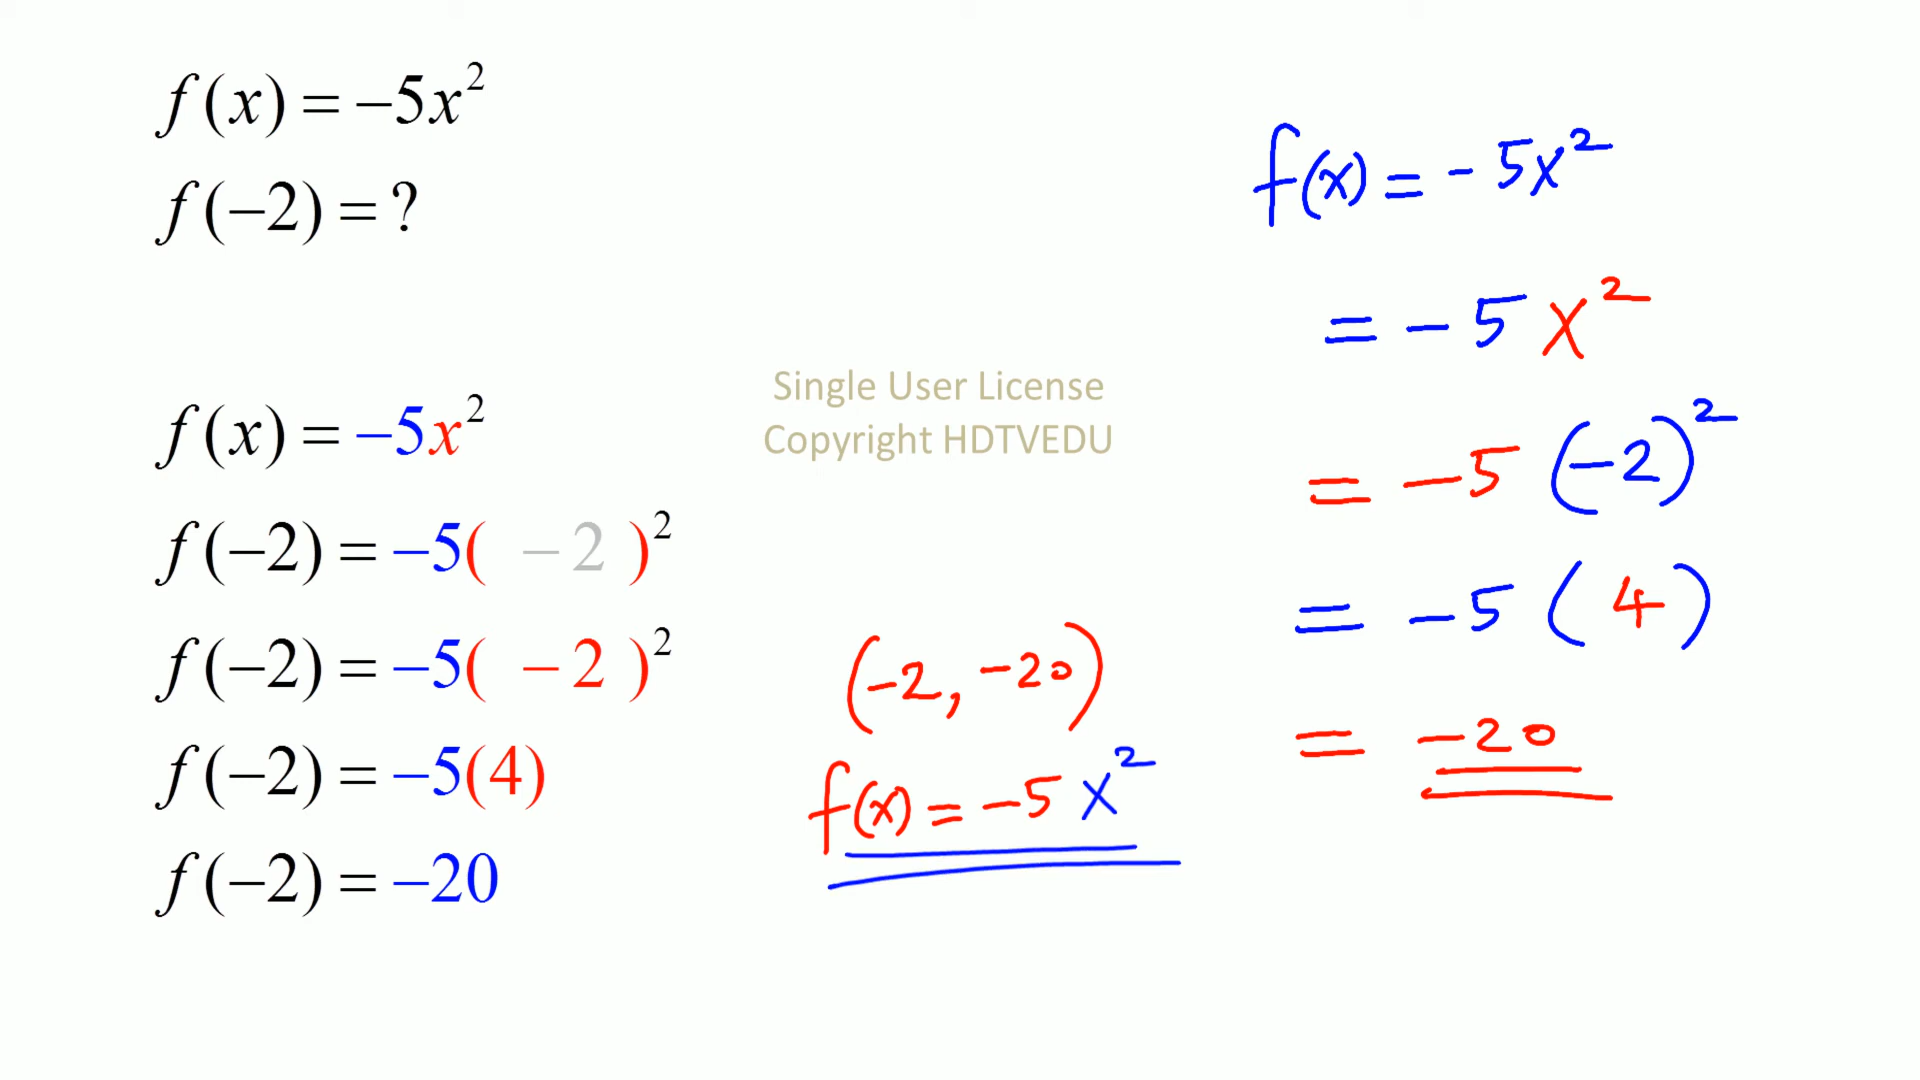 f(x) = −5x²
f(−2) = ?
f(x) = −5x²
f(−2) = −5( −2 )²
f(−2) = −5( −2 )²
f(−2) = −5(4)
f(−2) = −20
Single User License
Copyright HDTVEDU
(−2, −20)
f(x) = −5x²
f(x) = −5x²
= −5x²
= −5(−2)²
= −5(4)
= −20